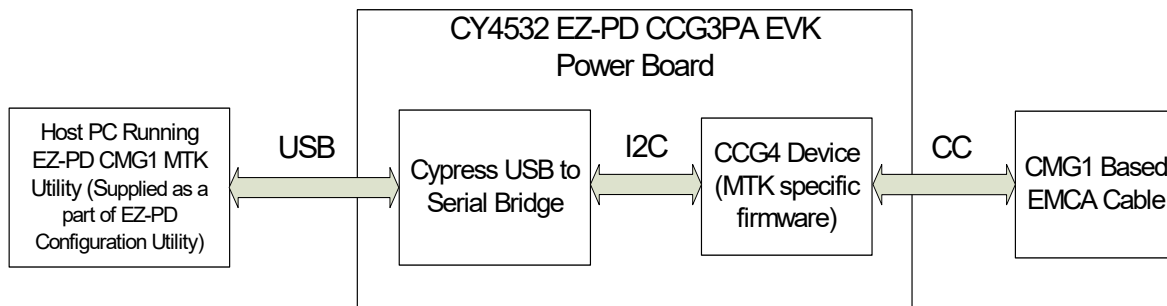 CY4532 EZ-PD CCG3PA EVK
Power Board
Host PC Running
EZ-PD CMG1 MTK
Utility (Supplied as a
part of EZ-PD
Configuration Utility)
USB
Cypress USB to
Serial Bridge
I2C
CCG4 Device
(MTK specific
firmware)
CC
CMG1 Based
EMCA Cable